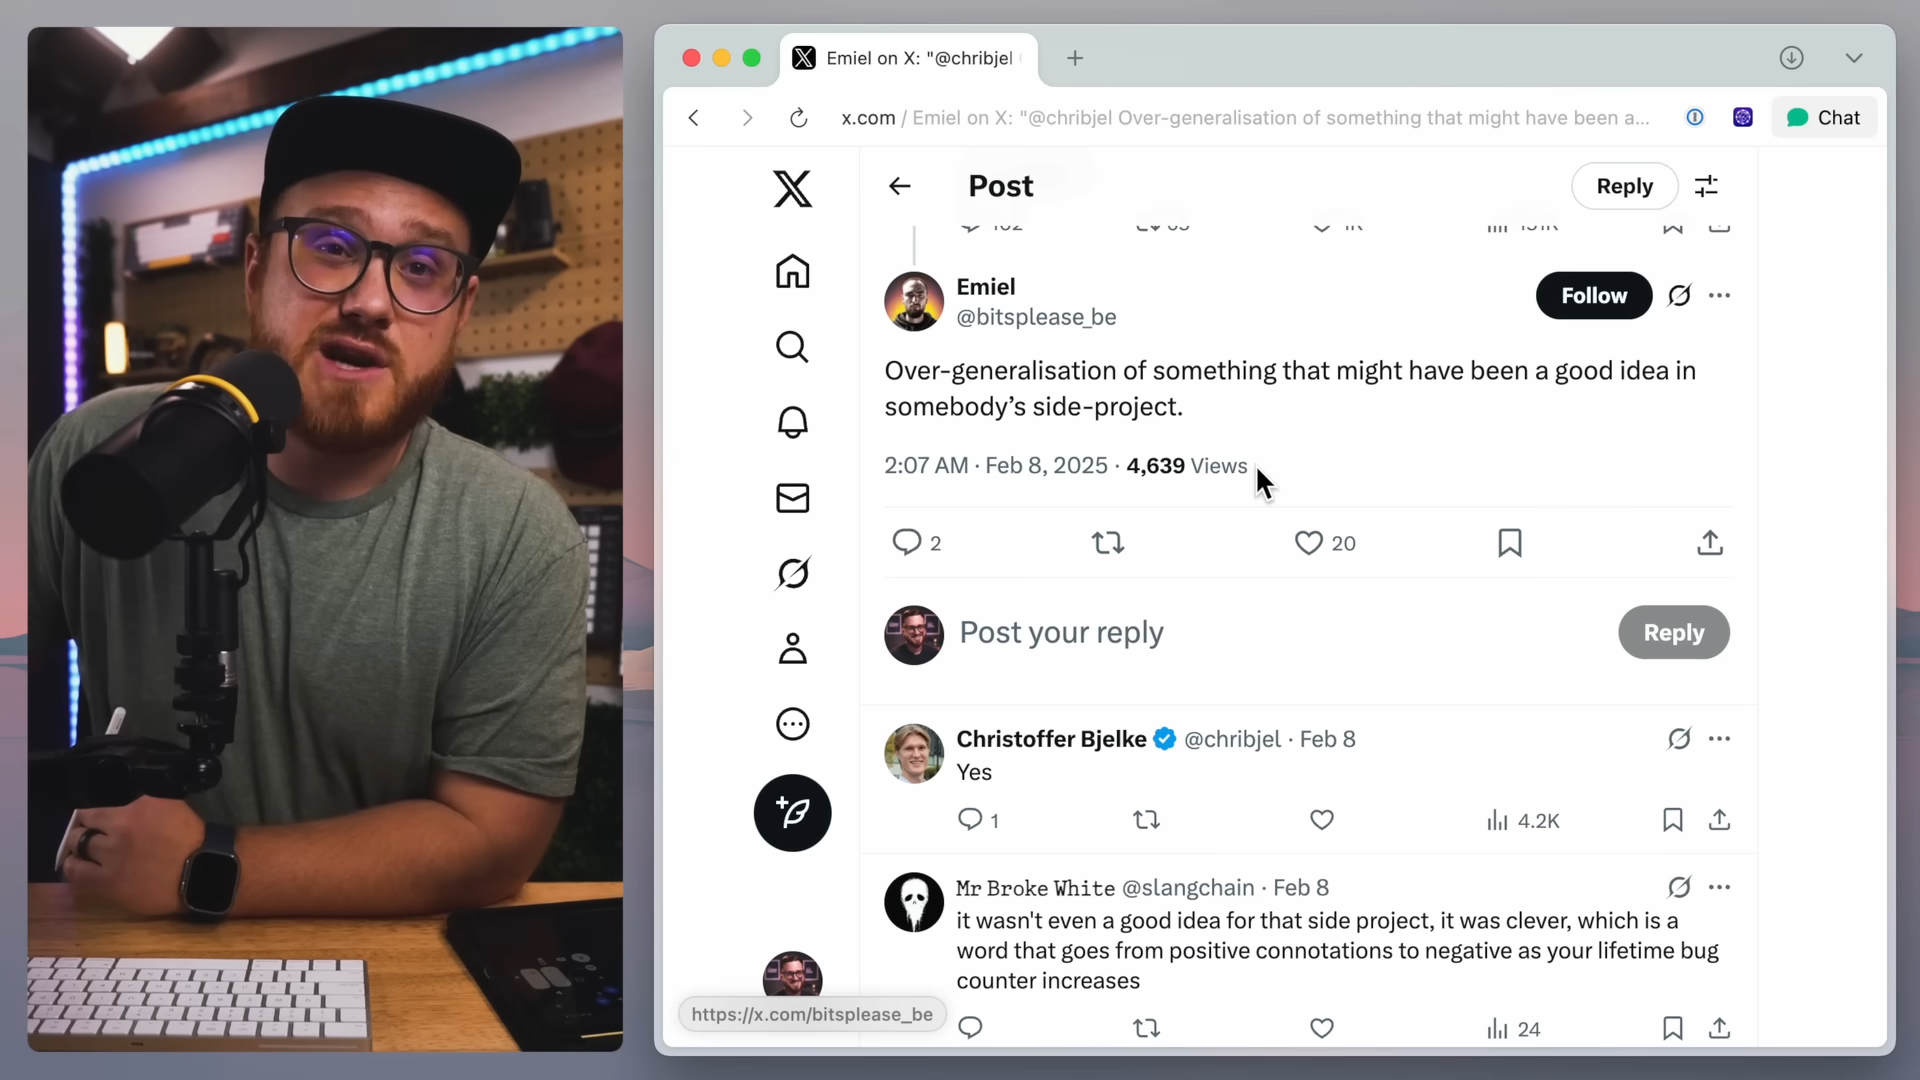 Emiel on X: "@chribjel
x.com / Emiel on X: "@chribjel Over-generalisation of something that might have been a...
Chat
Post
Reply
Emiel
@bitsplease_be
Follow
Over-generalisation of something that might have been a good idea in
somebody’s side-project.
2:07 AM · Feb 8, 2025 · 4,639 Views
2
20
Post your reply
Reply
Christoffer Bjelke @chribjel · Feb 8
Yes
1
4.2K
Mr Broke White @slangchain · Feb 8
it wasn't even a good idea for that side project, it was clever, which is a
word that goes from positive connotations to negative as your lifetime bug
counter increases
24
https://x.com/bitsplease_be